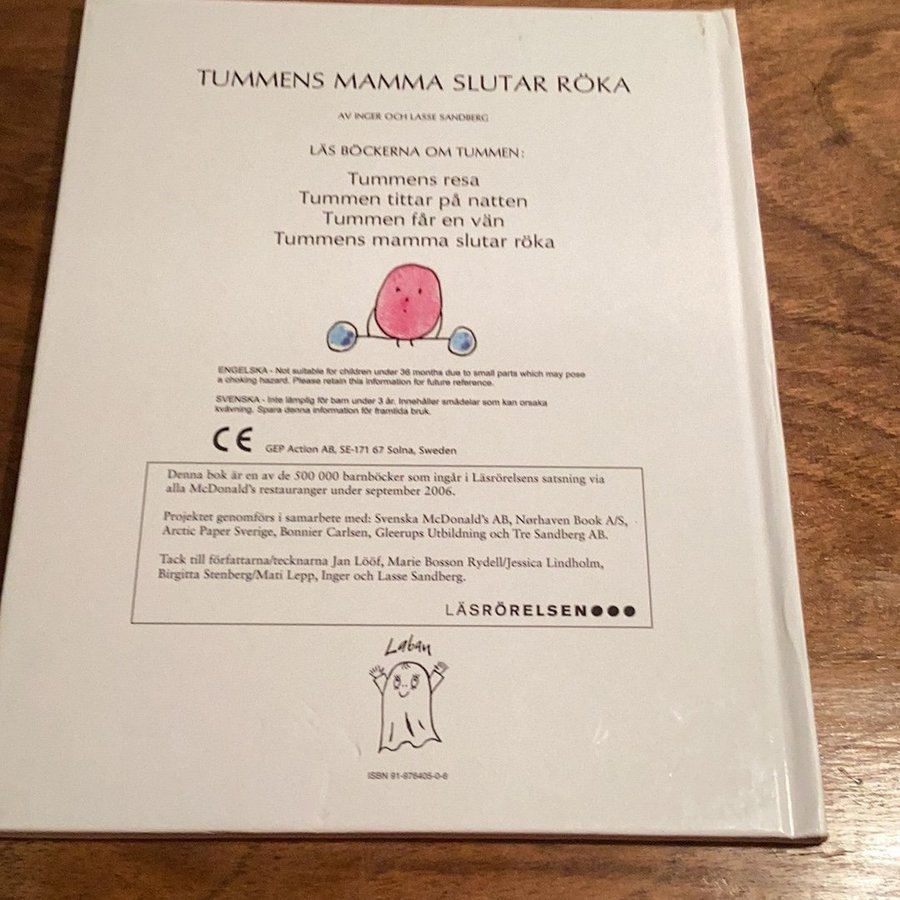 TUMMENS MAMMA SLUTAR RÖKA
AV INGER OCH LASSE SANDBERG
LÄS BÖCKERNA OM TUMMEN:
Tummens resa
Tummen tittar på natten
Tummen får en vän
Tummens mamma slutar röka
ENGELSKA - Not suitable for children under 36 months due to small parts which may pose
a choking hazard. Please retain this information for future reference.
SVENSKA - Inte lämplig för barn under 3 år. Innehåller smådelar som kan orsaka
kvävning. Spara denna information för framtida bruk.
CE GEP Action AB, SE-171 67 Solna, Sweden
Denna bok är en av de 500 000 barnböcker som ingår i Läsrörelsens satsning via
alla McDonald's restauranger under september 2006.
Projektet genomförs i samarbete med: Svenska McDonald's AB, Nørhaven Book A/S,
Arctic Paper Sverige, Bonnier Carlsen, Gleerups Utbildning och Tre Sandberg AB.
Tack till författarna/tecknarna Jan Lööf, Marie Bosson Rydell/Jessica Lindholm,
Birgitta Stenberg/Mati Lepp, Inger och Lasse Sandberg.
LÄSRÖRELSEN●●●
Laban
ISBN 91-976405-0-6